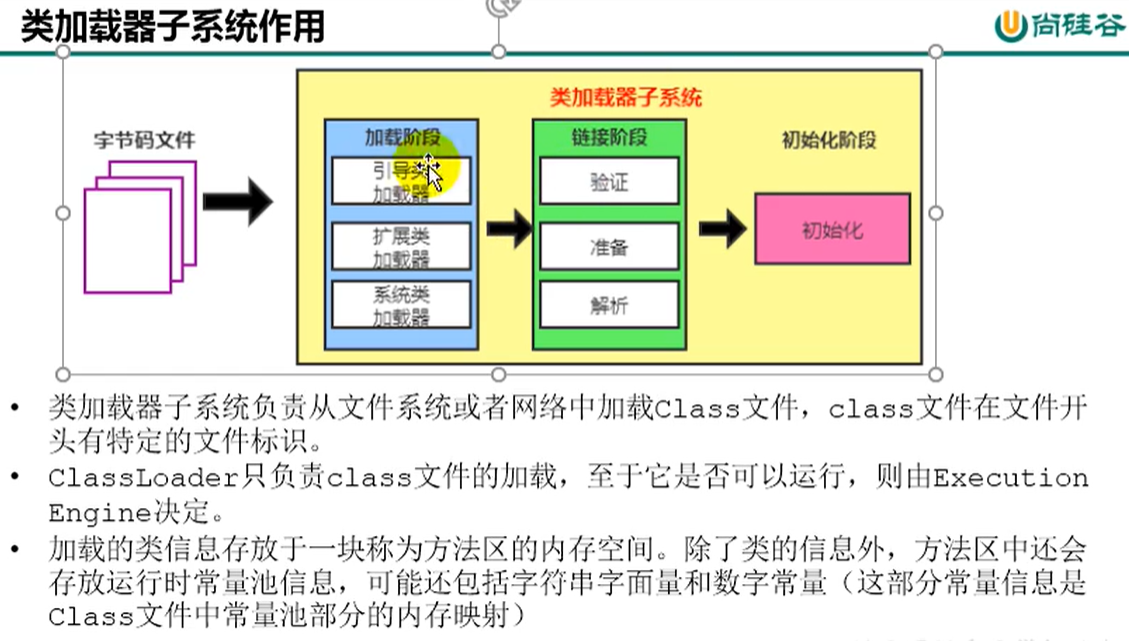 类加载器子系统作用
尚硅谷
类加载器子系统
字节码文件
加载阶段
引导类
加载器
扩展类
加载器
系统类
加载器
链接阶段
验证
准备
解析
初始化阶段
初始化
• 类加载器子系统负责从文件系统或者网络中加载Class文件，class文件在文件开
头有特定的文件标识。
• ClassLoader只负责class文件的加载，至于它是否可以运行，则由Execution
Engine决定。
• 加载的类信息存放于一块称为方法区的内存空间。除了类的信息外，方法区中还会
存放运行时常量池信息，可能还包括字符串字面量和数字常量（这部分常量信息是
Class文件中常量池部分的内存映射）